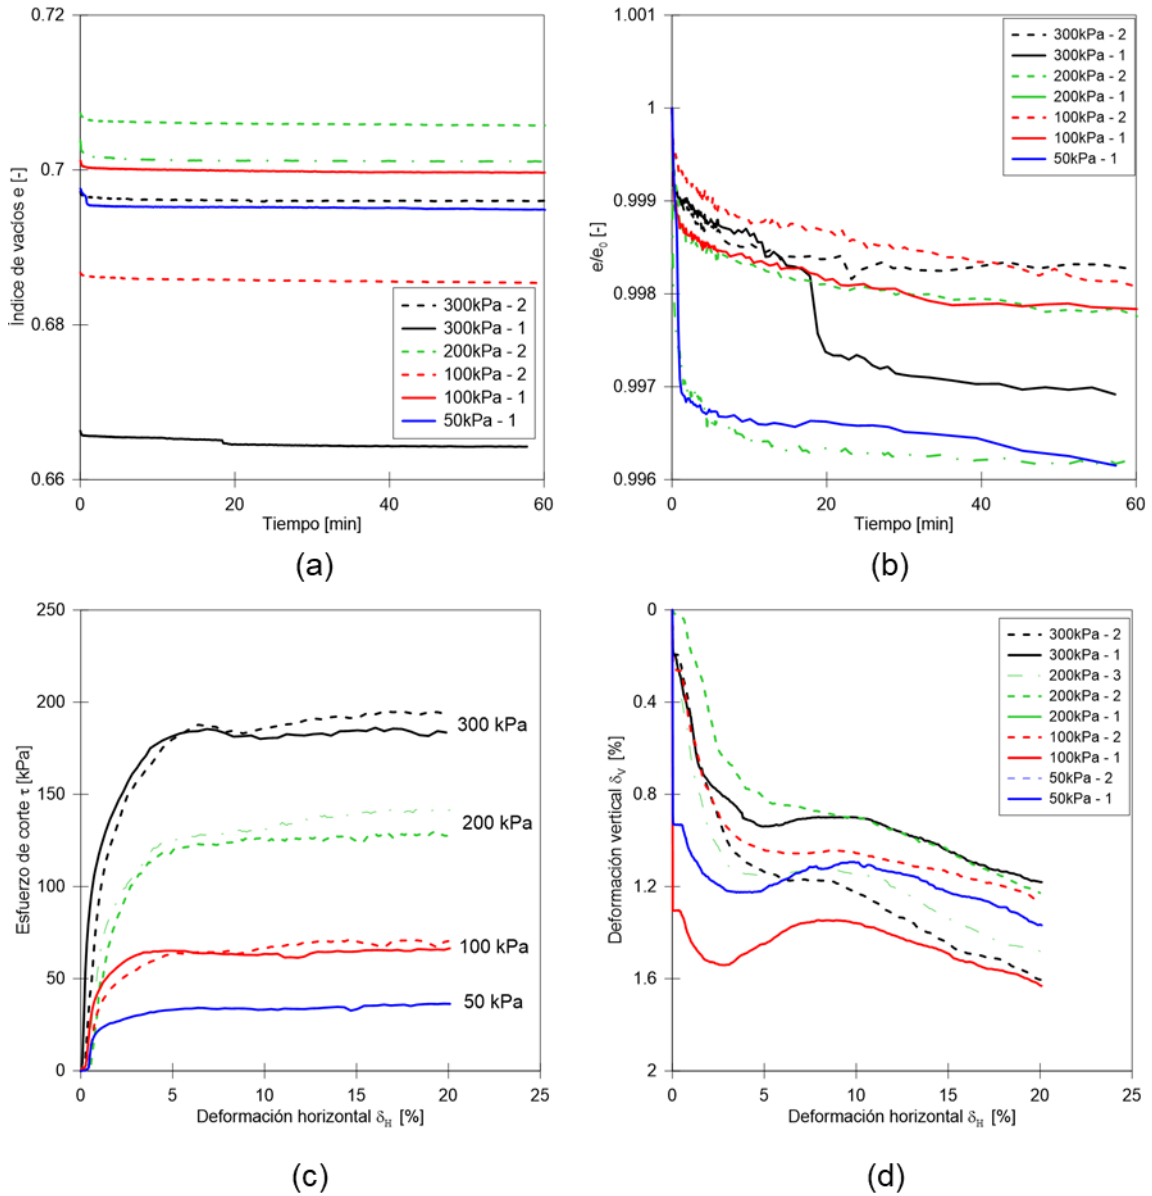 0.72
0.7
0.68
0.66
Índice de vacíos e [-]
0
20
40
60
Tiempo [min]
300kPa - 2
300kPa - 1
200kPa - 2
100kPa - 2
100kPa - 1
50kPa - 1
(a)
1.001
1
0.999
0.998
0.997
0.996
e/e0 [-]
0
20
40
60
Tiempo [min]
300kPa - 2
300kPa - 1
200kPa - 2
200kPa - 1
100kPa - 2
100kPa - 1
50kPa - 1
(b)
250
200
150
100
50
0
Esfuerzo de corte τ [kPa]
300 kPa
200 kPa
100 kPa
50 kPa
0
5
10
15
20
25
Deformación horizontal δH [%]
(c)
0
0.4
0.8
1.2
1.6
2
Deformación vertical δV [%]
300kPa - 2
300kPa - 1
200kPa - 3
200kPa - 2
200kPa - 1
100kPa - 2
100kPa - 1
50kPa - 2
50kPa - 1
0
5
10
15
20
25
Deformación horizontal δH [%]
(d)